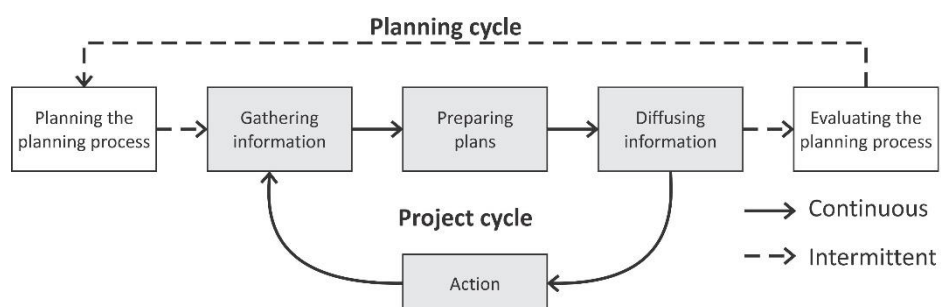 Planning cycle
Planning the
planning process
Gathering
information
Preparing
plans
Diffusing
information
Evaluating the
planning process
Project cycle
Action
Continuous
Intermittent